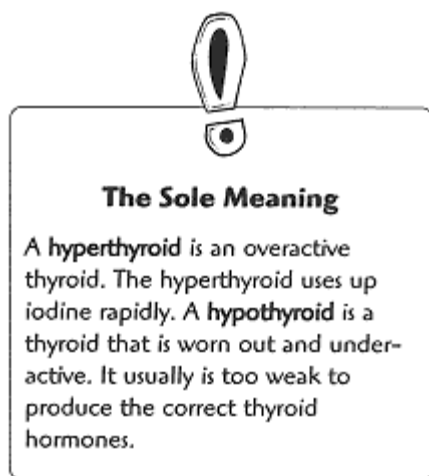 The Sole Meaning
A hyperthyroid is an overactive
thyroid. The hyperthyroid uses up
iodine rapidly. A hypothyroid is a
thyroid that is worn out and under-
active. It usually is too weak to
produce the correct thyroid
hormones.